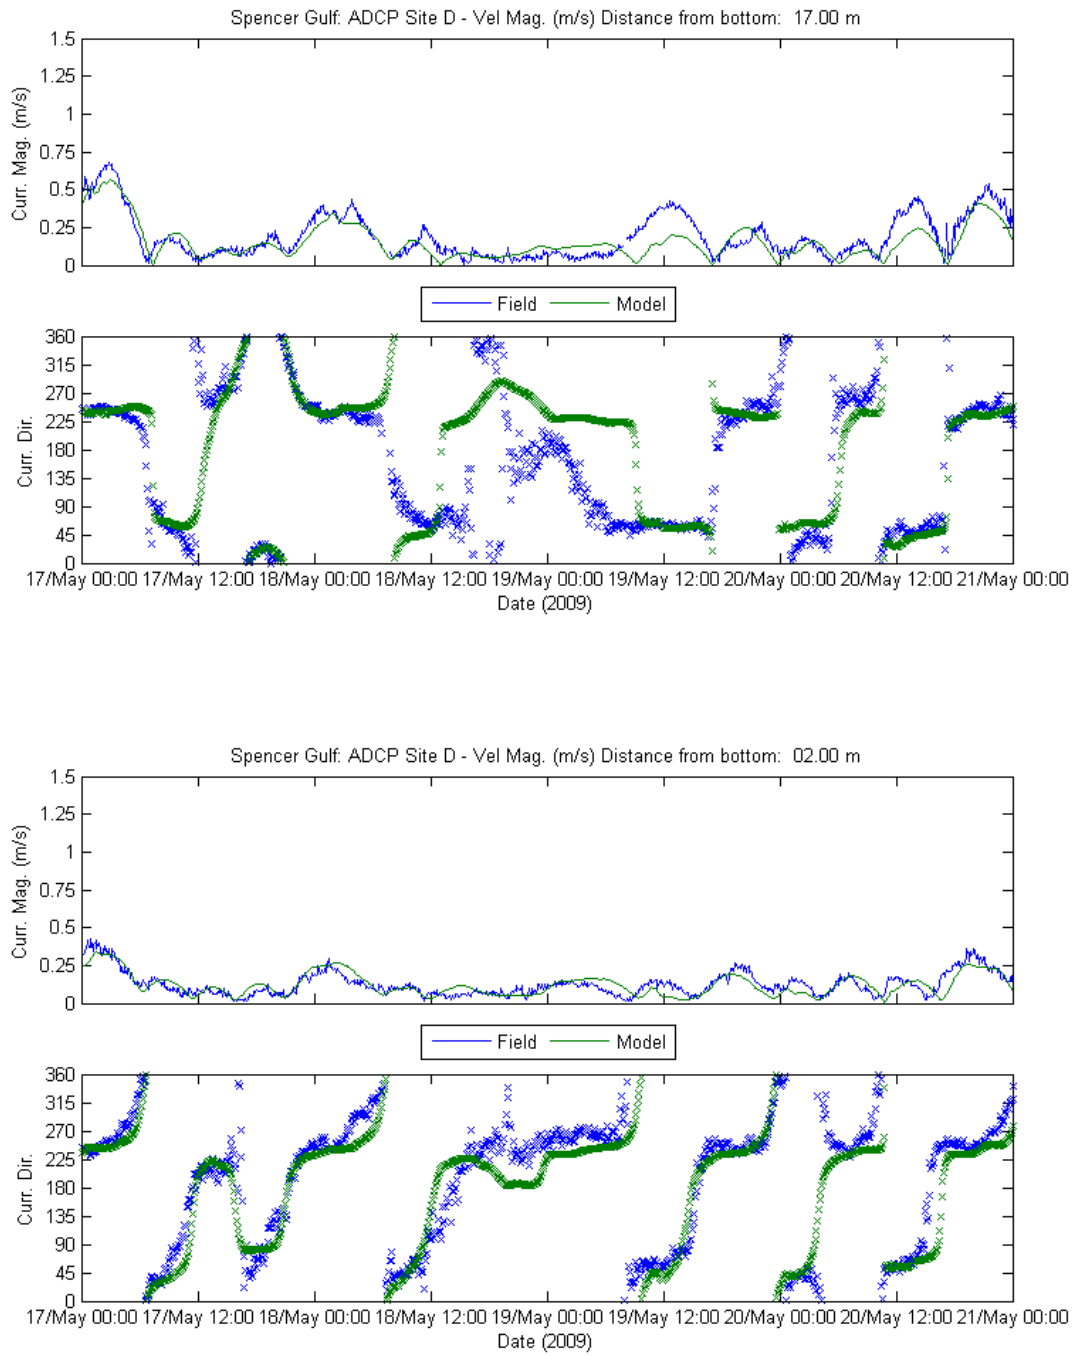 Spencer Gulf: ADCP Site D - Vel Mag. (m/s) Distance from bottom: 17.00 m
1.5
1.25
1
0.75
0.5
0.25
0
Curr. Mag. (m/s)
Field
Model
360
315
270
225
180
135
90
45
0
Curr. Dir.
17/May 00:00 17/May 12:00 18/May 00:00 18/May 12:00 19/May 00:00 19/May 12:00 20/May 00:00 20/May 12:00 21/May 00:00
Date (2009)
Spencer Gulf: ADCP Site D - Vel Mag. (m/s) Distance from bottom: 02.00 m
1.5
1.25
1
0.75
0.5
0.25
0
Curr. Mag. (m/s)
Field
Model
360
315
270
225
180
135
90
45
0
Curr. Dir.
17/May 00:00 17/May 12:00 18/May 00:00 18/May 12:00 19/May 00:00 19/May 12:00 20/May 00:00 20/May 12:00 21/May 00:00
Date (2009)